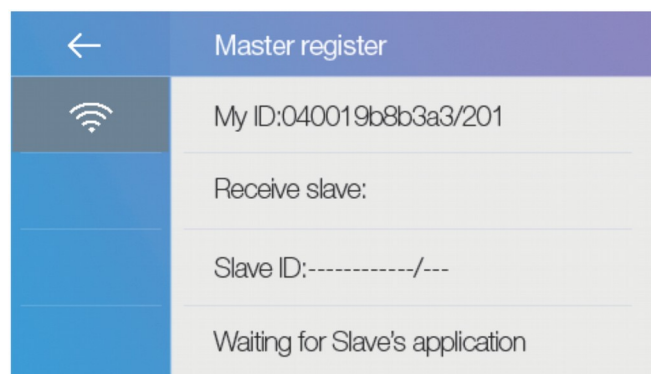 Master register
My ID:040019b8b3a3/201
Receive slave:
Slave ID:------------/---
Waiting for Slave's application